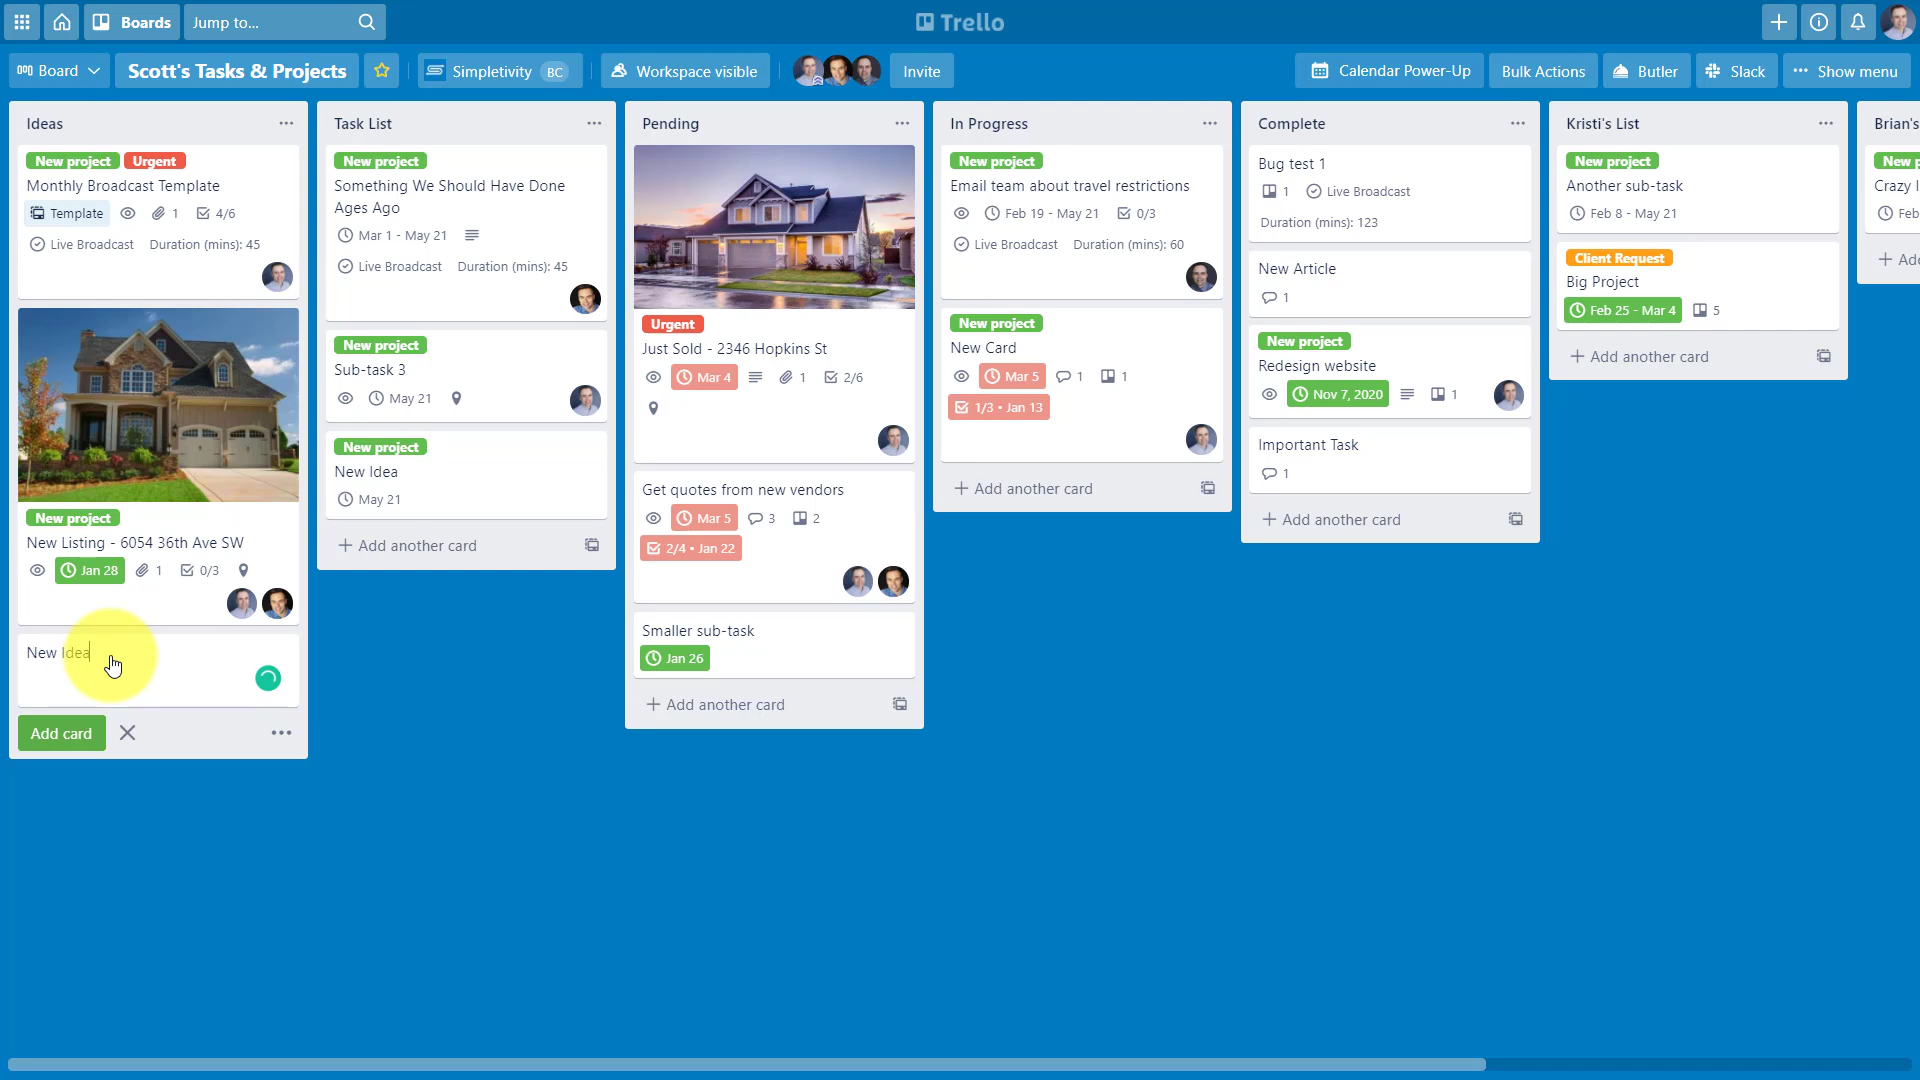 Boards
Jump to...
Trello
Board
Scott's Tasks & Projects
Simpletivity BC
Workspace visible
Invite
Calendar Power-Up
Bulk Actions
Butler
Slack
Show menu
Ideas
New project Urgent
Monthly Broadcast Template
Template 1 4/6
Live Broadcast Duration (mins): 45
New project
New Listing - 6054 36th Ave SW
Jan 28 1 0/3
New Idea
Add card
Task List
New project
Something We Should Have Done
Ages Ago
Mar 1 - May 21
Live Broadcast Duration (mins): 45
New project
Sub-task 3
May 21
New project
New Idea
May 21
+ Add another card
Pending
Urgent
Just Sold - 2346 Hopkins St
Mar 4 1 2/6
Get quotes from new vendors
Mar 5 3 2
2/4 • Jan 22
Smaller sub-task
Jan 26
+ Add another card
In Progress
New project
Email team about travel restrictions
Feb 19 - May 21 0/3
Live Broadcast Duration (mins): 60
New project
New Card
Mar 5 1 1
1/3 • Jan 13
+ Add another card
Complete
Bug test 1
1 Live Broadcast
Duration (mins): 123
New Article
1
New project
Redesign website
Nov 7, 2020 1
Important Task
1
+ Add another card
Kristi's List
New project
Another sub-task
Feb 8 - May 21
Client Request
Big Project
Feb 25 - Mar 4 5
+ Add another card
Brian's
New p
Crazy I
Feb
+ Add